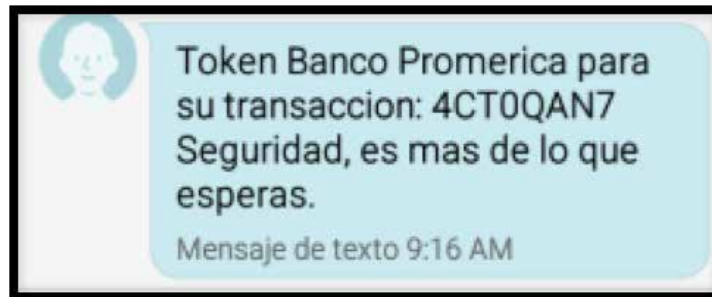 Token Banco Promerica para
su transaccion: 4CT0QAN7
Seguridad, es mas de lo que
esperas.
Mensaje de texto 9:16 AM